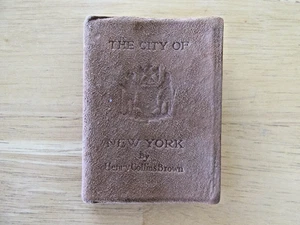 THE CITY OF
NEW YORK
by
Henry Collins Brown